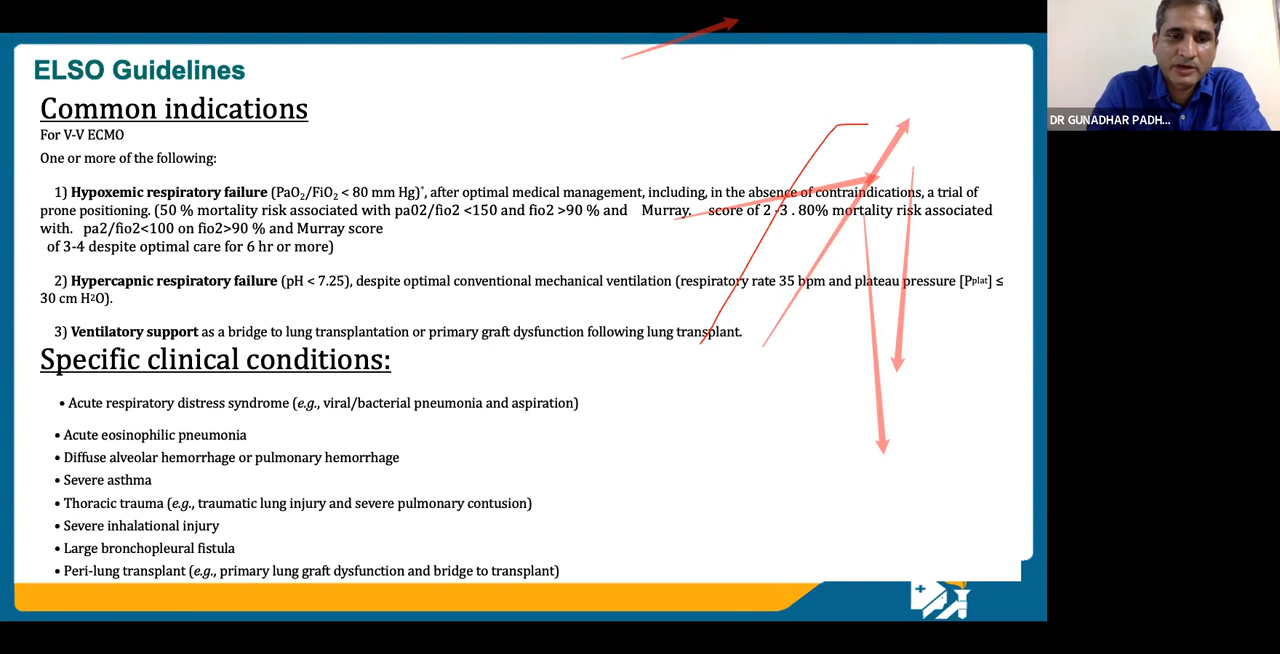 ELSO Guidelines
Common indications
For V-V ECMO
One or more of the following:
1) Hypoxemic respiratory failure (PaO₂/FiO₂ < 80 mm Hg)*, after optimal medical management, including, in the absence of contraindications, a trial of
prone positioning. (50 % mortality risk associated with pa02/fio2 <150 and fio2 >90 % and Murray. score of 2 -3 . 80% mortality risk associated
with. pa2/fio2<100 on fio2>90 % and Murray score
of 3-4 despite optimal care for 6 hr or more)
2) Hypercapnic respiratory failure (pH < 7.25), despite optimal conventional mechanical ventilation (respiratory rate 35 bpm and plateau pressure [Pplat] ≤
30 cm H2O).
3) Ventilatory support as a bridge to lung transplantation or primary graft dysfunction following lung transplant.
Specific clinical conditions:
• Acute respiratory distress syndrome (e.g., viral/bacterial pneumonia and aspiration)
• Acute eosinophilic pneumonia
• Diffuse alveolar hemorrhage or pulmonary hemorrhage
• Severe asthma
• Thoracic trauma (e.g., traumatic lung injury and severe pulmonary contusion)
• Severe inhalational injury
• Large bronchopleural fistula
• Peri-lung transplant (e.g., primary lung graft dysfunction and bridge to transplant)
DR GUNADHAR PADH...